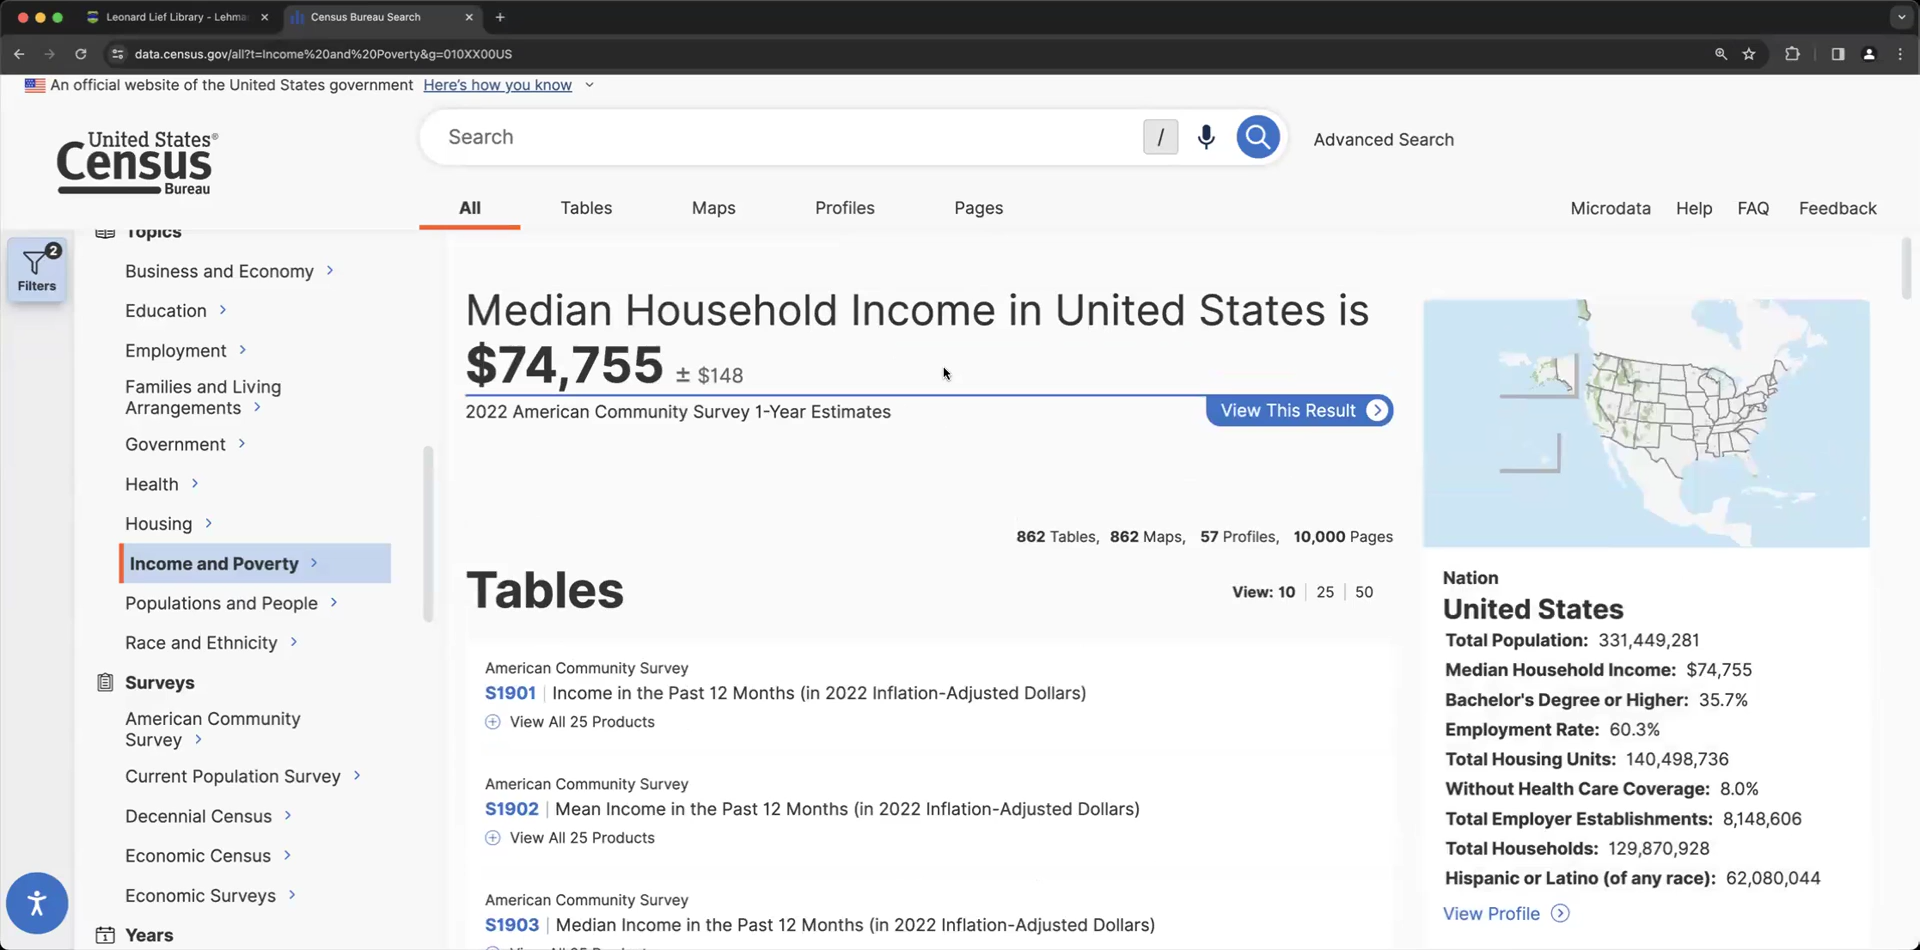 Leonard Lief Library - Lehma
Census Bureau Search
data.census.gov/all?t=Income%20and%20Poverty&g=010XX00US
An official website of the United States government Here's how you know
United States®
Census
Bureau
Search
/
Advanced Search
All
Tables
Maps
Profiles
Pages
Microdata
Help
FAQ
Feedback
2
Filters
Topics
Business and Economy
Education
Employment
Families and Living
Arrangements
Government
Health
Housing
Income and Poverty
Populations and People
Race and Ethnicity
Surveys
American Community
Survey
Current Population Survey
Decennial Census
Economic Census
Economic Surveys
1
Years
Median Household Income in United States is
$74,755 ± $148
2022 American Community Survey 1-Year Estimates
View This Result
862 Tables, 862 Maps, 57 Profiles, 10,000 Pages
Tables
View: 10 | 25 | 50
American Community Survey
S1901 | Income in the Past 12 Months (in 2022 Inflation-Adjusted Dollars)
View All 25 Products
American Community Survey
S1902 | Mean Income in the Past 12 Months (in 2022 Inflation-Adjusted Dollars)
View All 25 Products
American Community Survey
S1903 | Median Income in the Past 12 Months (in 2022 Inflation-Adjusted Dollars)
Nation
United States
Total Population: 331,449,281
Median Household Income: $74,755
Bachelor's Degree or Higher: 35.7%
Employment Rate: 60.3%
Total Housing Units: 140,498,736
Without Health Care Coverage: 8.0%
Total Employer Establishments: 8,148,606
Total Households: 129,870,928
Hispanic or Latino (of any race): 62,080,044
View Profile